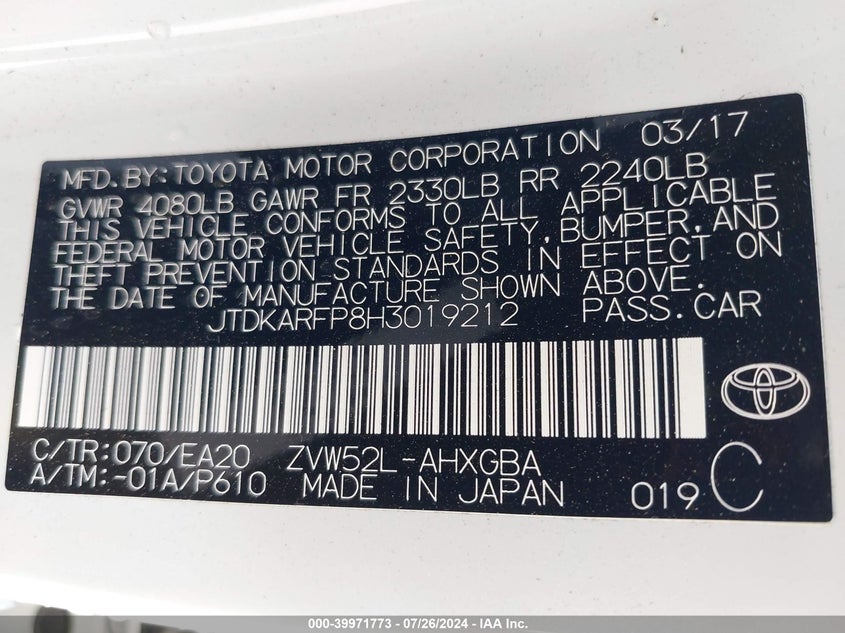 MFD.BY:TOYOTA MOTOR CORPORATION 03/17
GVWR 4080LB GAWR FR 2330LB RR 2240LB
THIS VEHICLE CONFORMS TO ALL APPLICABLE
FEDERAL MOTOR VEHICLE SAFETY,BUMPER,AND
THEFT PREVENTION STANDARDS IN EFFECT ON
THE DATE OF MANUFACTURE SHOWN ABOVE.
JTDKARFP8H3019212 PASS.CAR
C/TR:070/EA20 ZVW52L-AHXGBA
A/TM:-01A/P610 MADE IN JAPAN 019 C
000-39971773 - 07/26/2024 - IAA Inc.